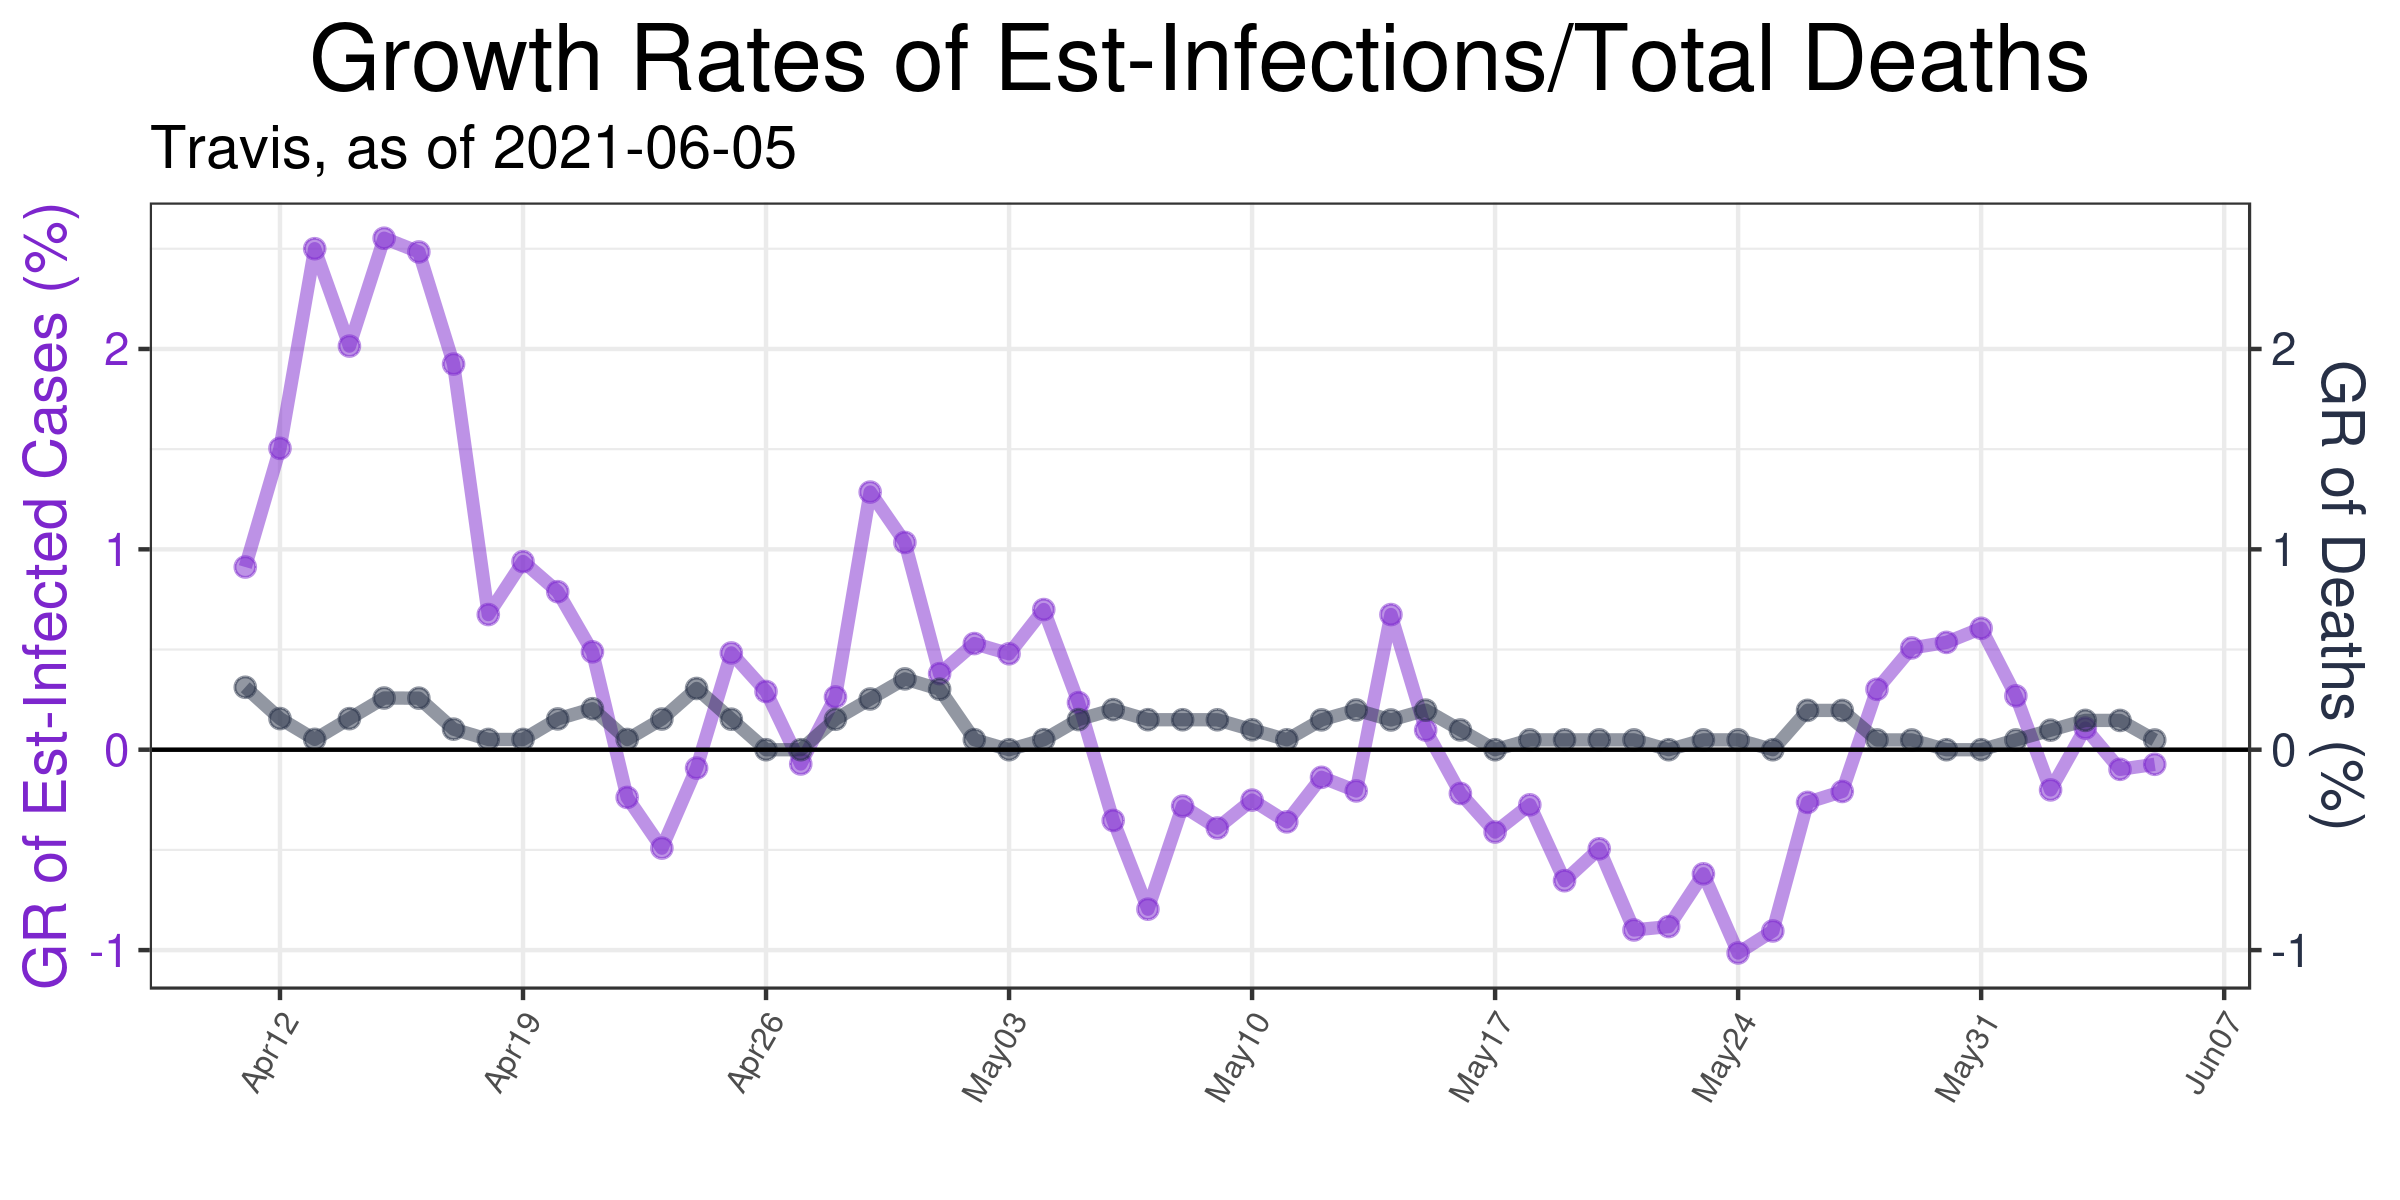 Growth Rates of Est-Infections/Total Deaths
Travis, as of 2021-06-05
GR of Est-Infected Cases (%)
2
1
0
-1
2
1
0
-1
GR of Deaths (%)
Apr12
Apr19
Apr26
May03
May10
May17
May24
May31
Jun07